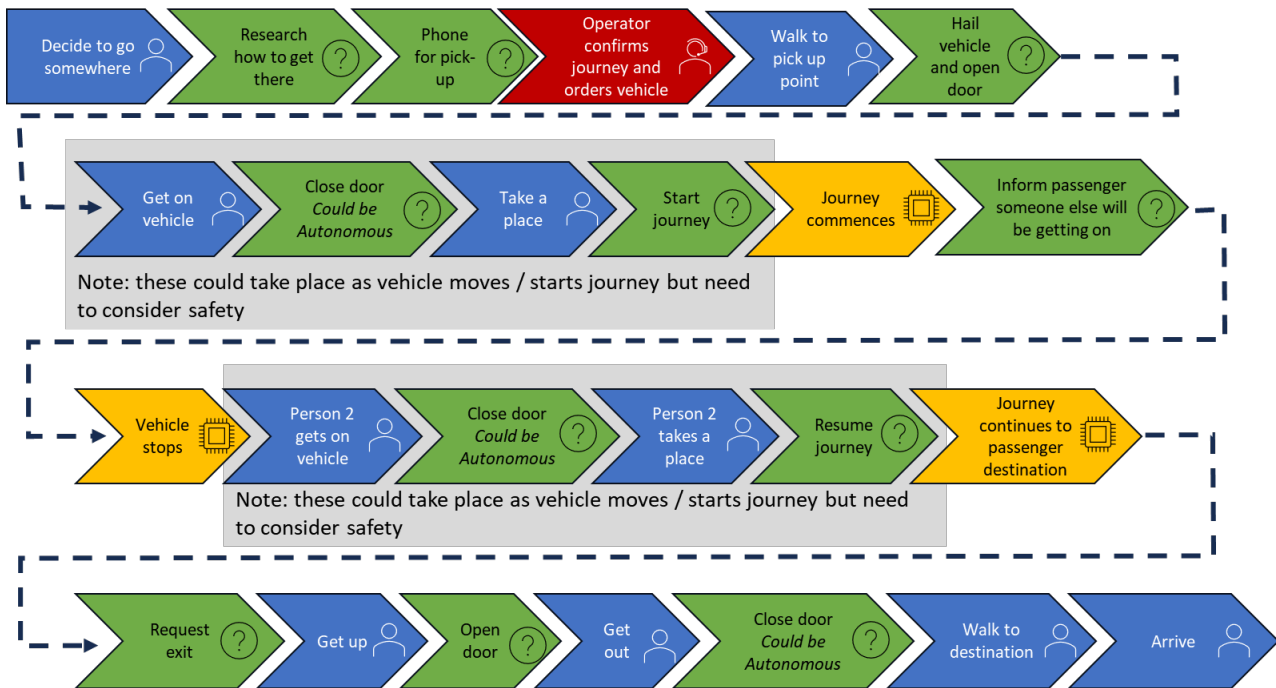 Decide to go
somewhere
Research
how to get
there
Phone
for pick-
up
Operator
confirms
journey and
orders vehicle
Walk to
pick up
point
Hail
vehicle
and open
door
Get on
vehicle
Close door
Could be
Autonomous
Take a
place
Start
journey
Journey
commences
Inform passenger
someone else will
be getting on
Note: these could take place as vehicle moves / starts journey but need
to consider safety
Vehicle
stops
Person 2
gets on
vehicle
Close door
Could be
Autonomous
Person 2
takes a
place
Resume
journey
Journey
continues to
passenger
destination
Note: these could take place as vehicle moves / starts journey but need
to consider safety
Request
exit
Get up
Open
door
Get
out
Close door
Could be
Autonomous
Walk to
destination
Arrive